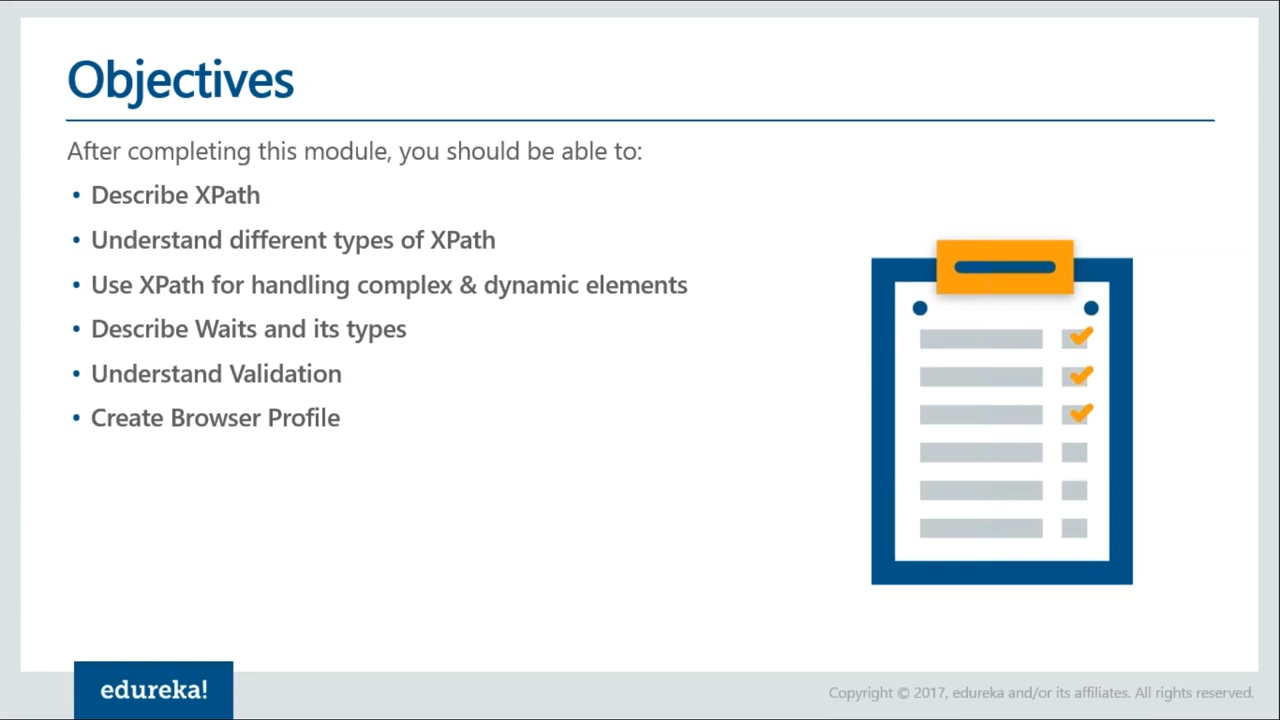 Objectives
After completing this module, you should be able to:
• Describe XPath
• Understand different types of XPath
• Use XPath for handling complex & dynamic elements
• Describe Waits and its types
• Understand Validation
• Create Browser Profile
edureka!
Copyright © 2017, edureka and/or its affiliates. All rights reserved.